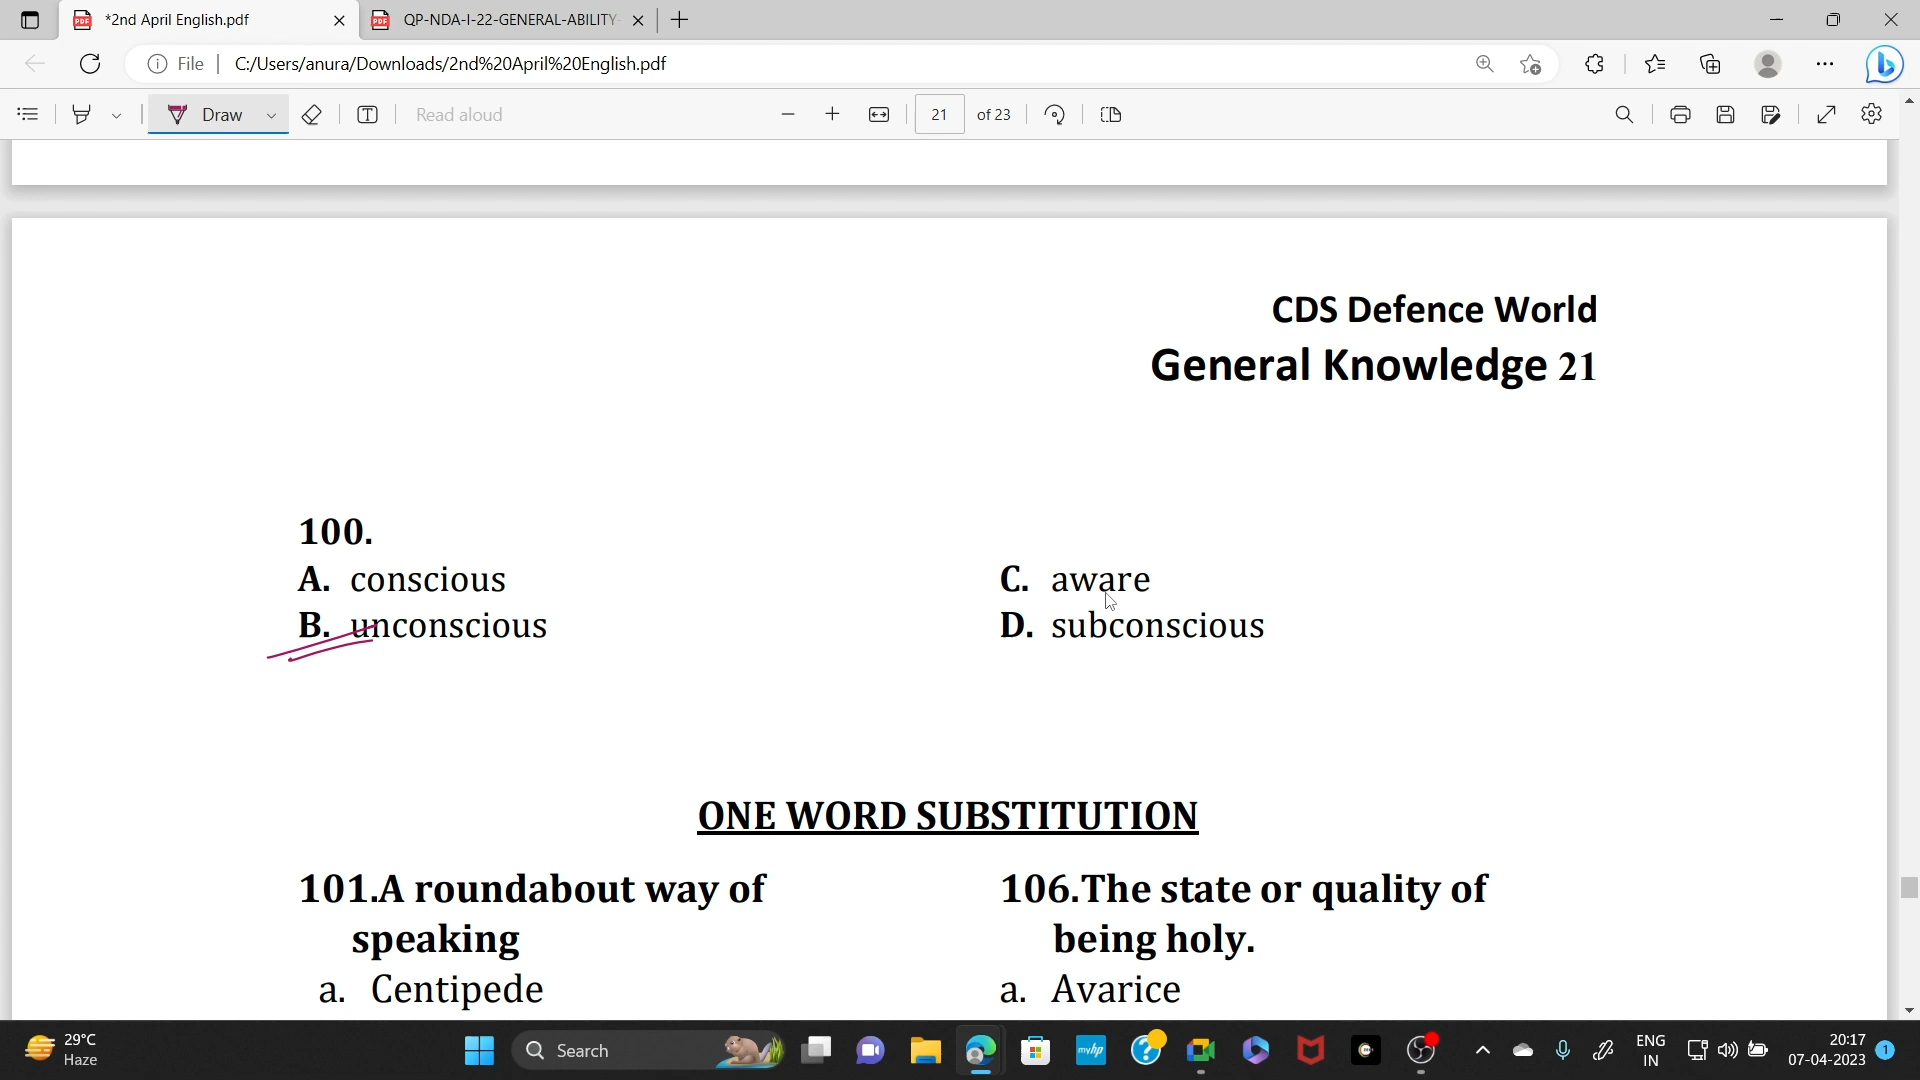 *2nd April English.pdf
QP-NDA-I-22-GENERAL-ABILITY-
File
C:/Users/anura/Downloads/2nd%20April%20English.pdf
Draw
Read aloud
21
of 23
CDS Defence World
General Knowledge 21
100.
A. conscious
B. unconscious
C. aware
D. subconscious
ONE WORD SUBSTITUTION
101.A roundabout way of
speaking
a. Centipede
106.The state or quality of
being holy.
a. Avarice
29°C
Haze
Search
myhp
ENG
IN
20:17
07-04-2023
1